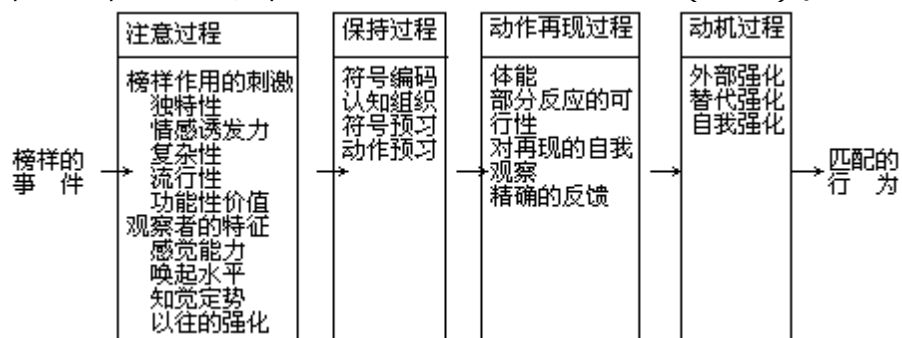 榜样的
事 件
注意过程
榜样作用的刺激
独特性
情感诱发力
复杂性
流行性
功能性价值
观察者的特征
感觉能力
唤起水平
知觉定势
以往的强化
保持过程
符号编码
认知组织
符号预习
动作预习
动作再现过程
体能
部分反应的可
行性
对再现的自我
观察
精确的反馈
动机过程
外部强化
替代强化
自我强化
匹配的
行 为